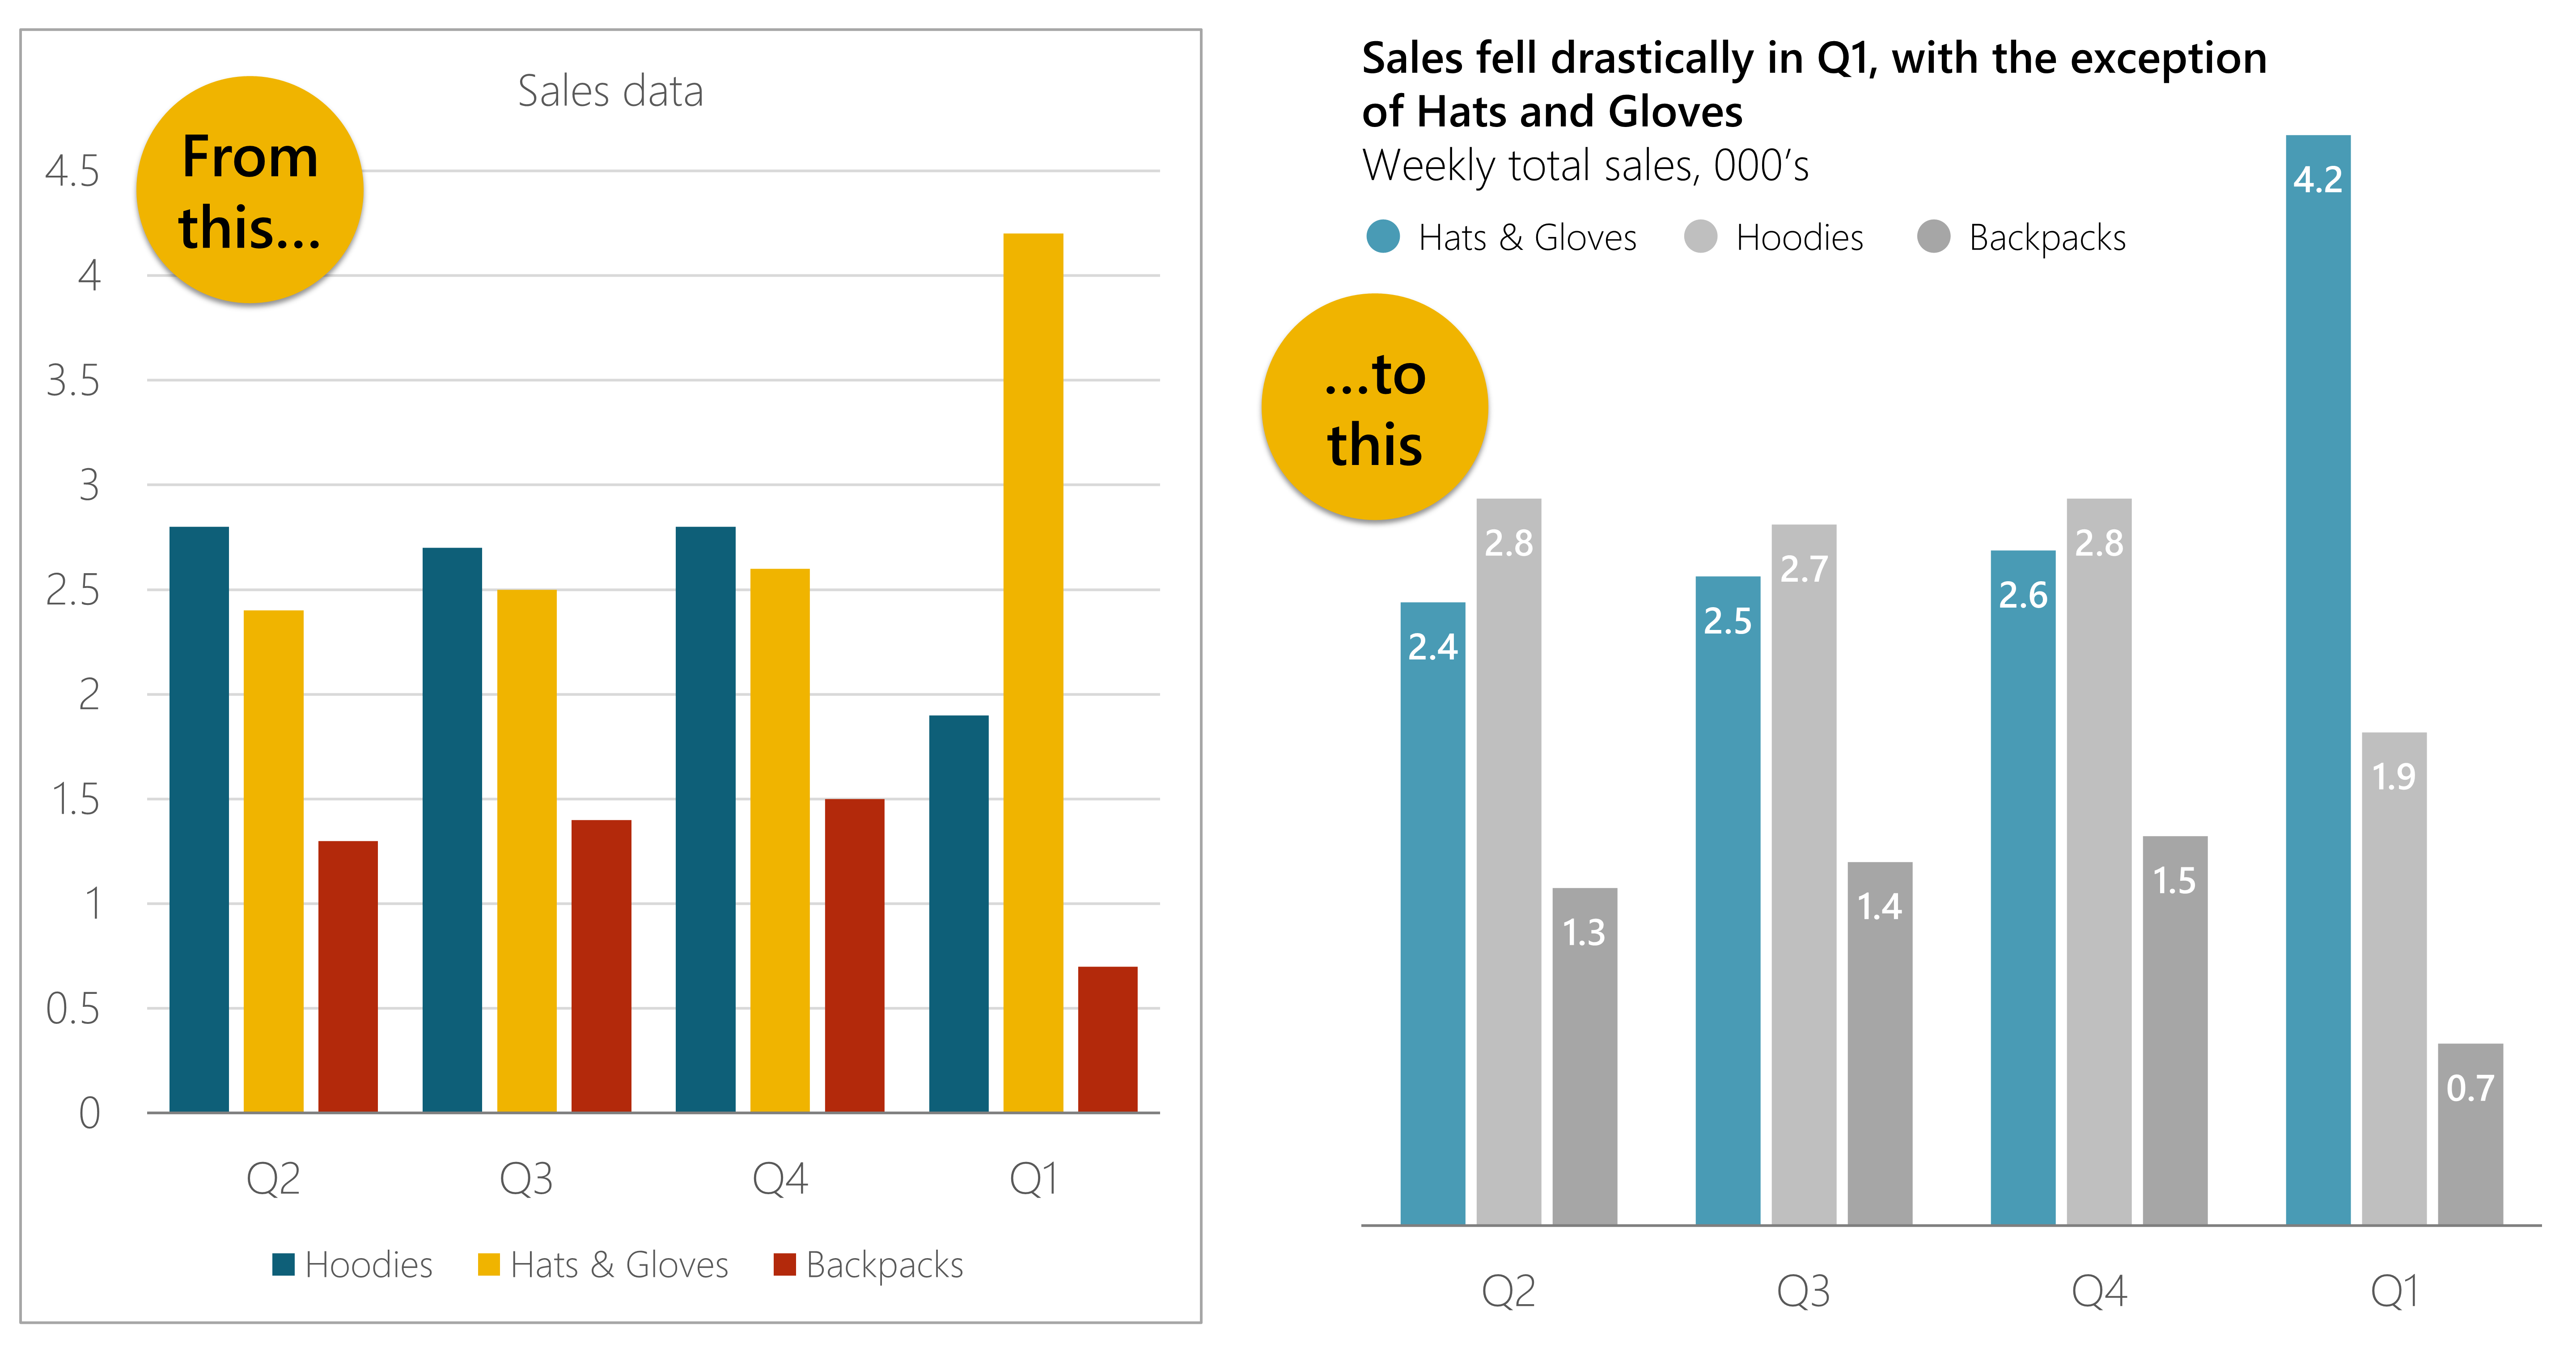 Sales data
From
this...
4.5
4
3.5
3
2.5
2
1.5
1
0.5
0
Q2 Q3 Q4 Q1
Hoodies Hats & Gloves Backpacks
Sales fell drastically in Q1, with the exception
of Hats and Gloves
Weekly total sales, 000’s
Hats & Gloves Hoodies Backpacks
...to
this
2.4 2.8 1.3 2.5 2.7 1.4 2.6 2.8 1.5 4.2 1.9 0.7
Q2 Q3 Q4 Q1